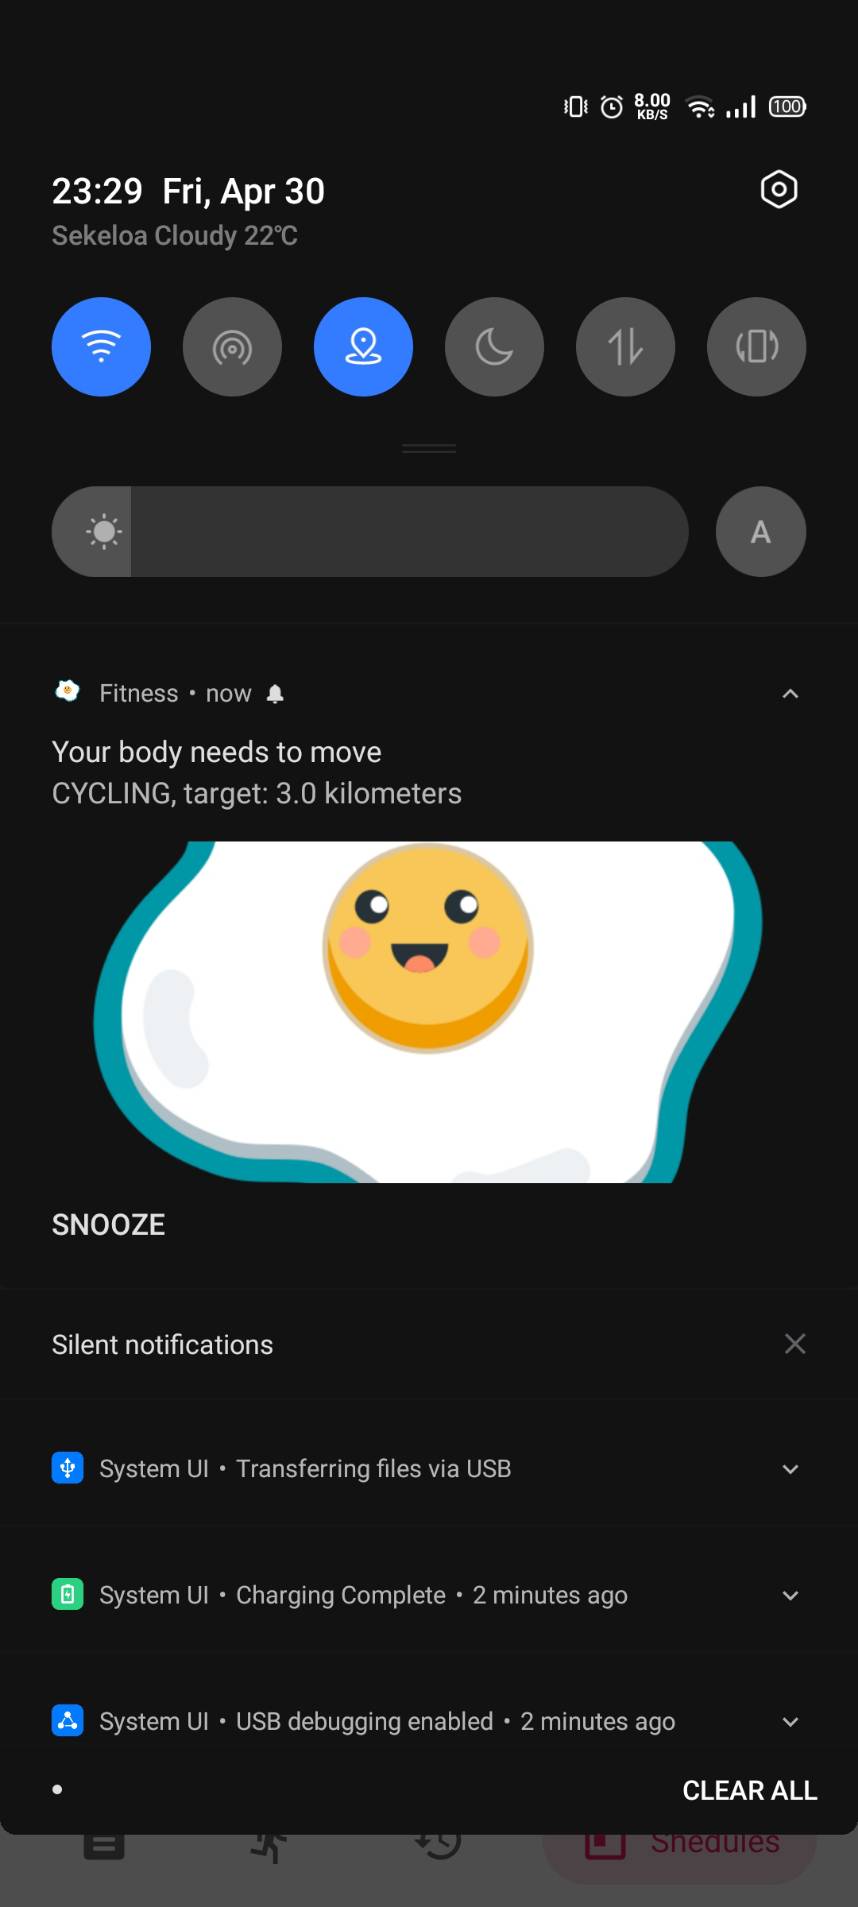 8.00
KB/S
100
23:29 Fri, Apr 30
Sekeloa Cloudy 22°C
A
Fitness • now
Your body needs to move
CYCLING, target: 3.0 kilometers
SNOOZE
Silent notifications
System UI • Transferring files via USB
System UI • Charging Complete • 2 minutes ago
System UI • USB debugging enabled • 2 minutes ago
CLEAR ALL
Shedules